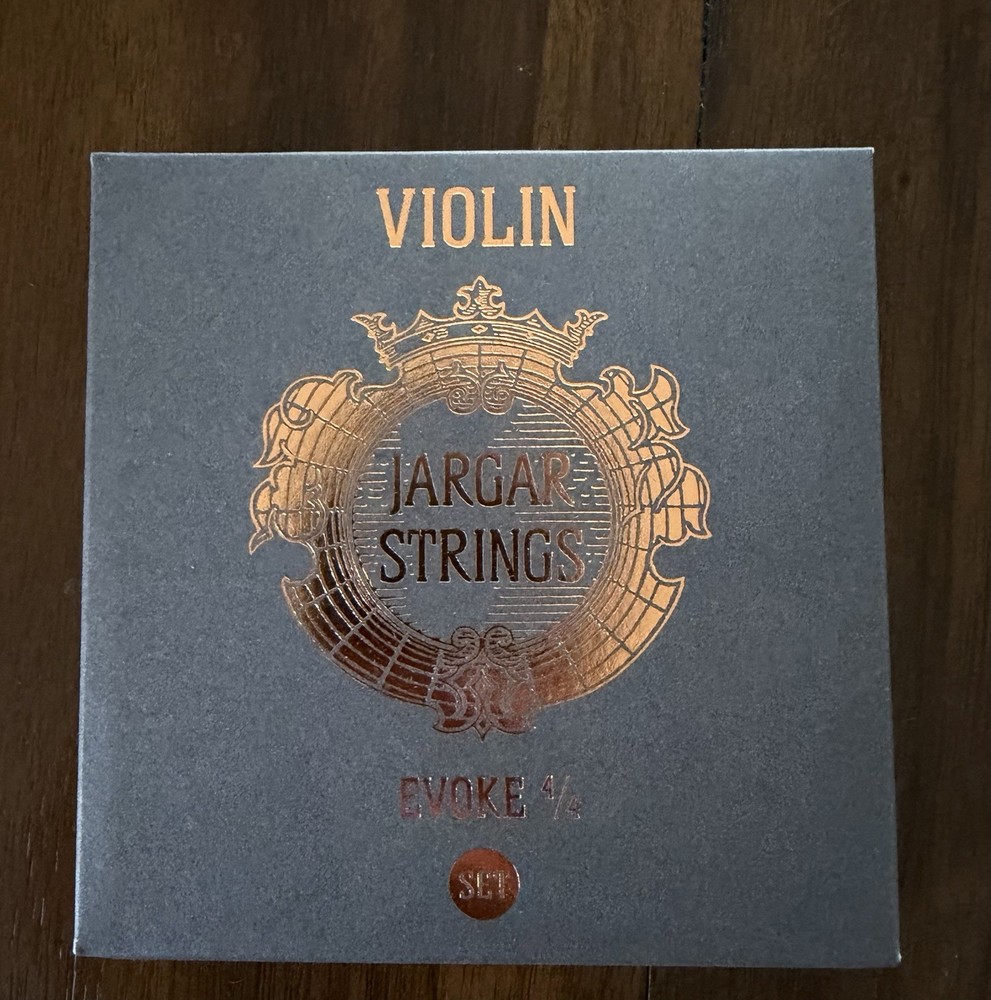 VIOLIN
JARGAR
STRINGS
EVOKE 4/4
SET